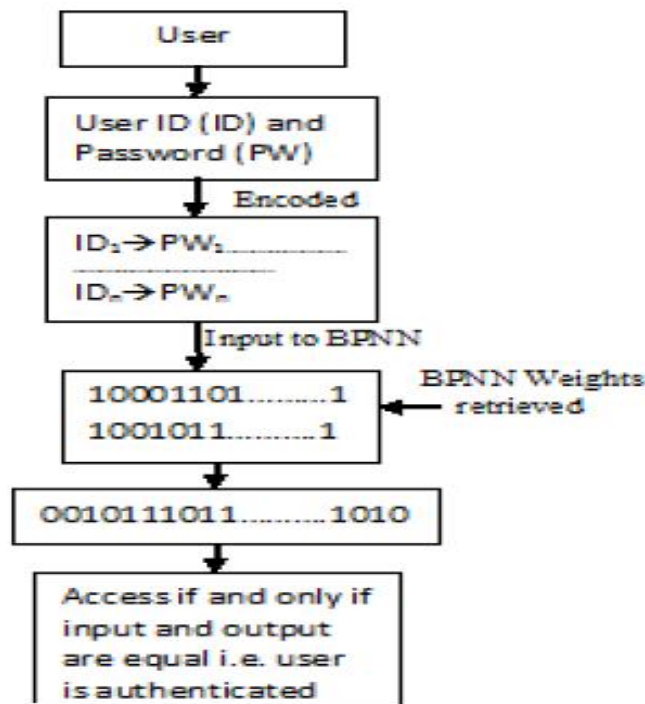 User
User ID (ID) and
Password (PW)
Encoded
ID₁→PW₁....................
..............................
IDₙ→PWₙ
Input to BPNN
10001101.........1
1001011..........1
BPNN Weights
retrieved
0010111011..........1010
Access if and only if
input and output
are equal i.e. user
is authenticated